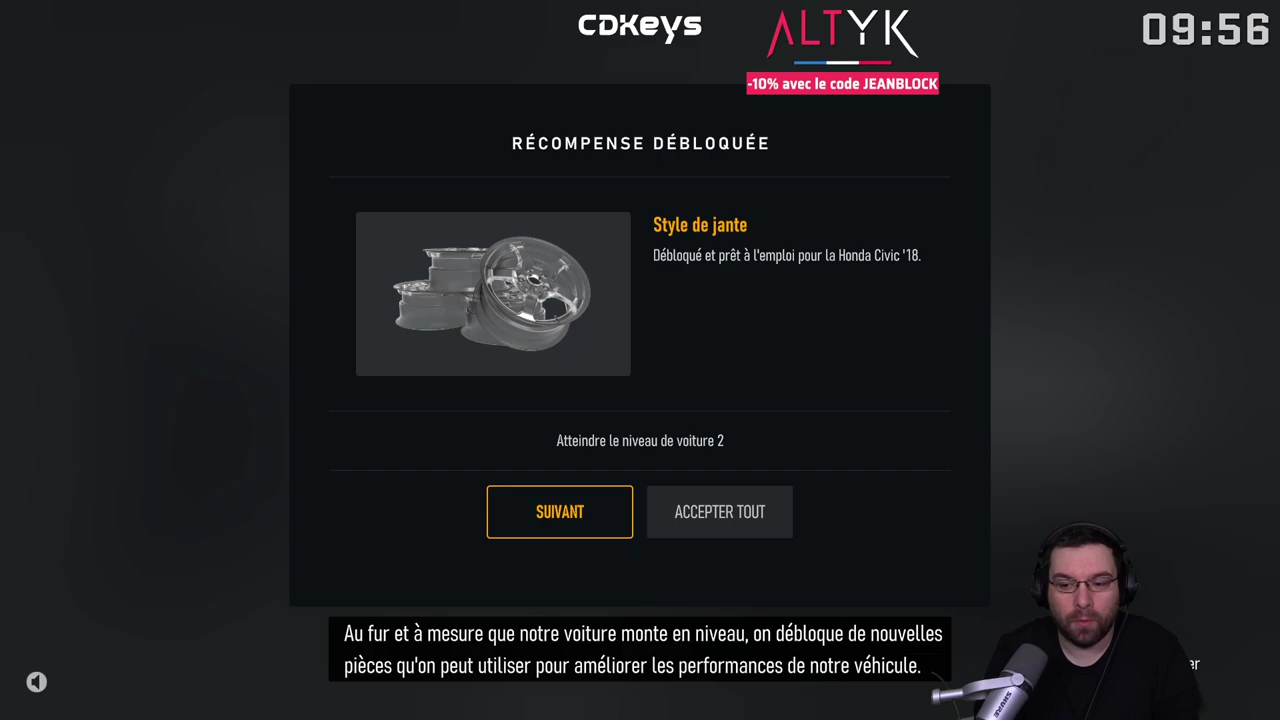 CDKeys
ALTYK
09:56
-10% avec le code JEANBLOCK
RÉCOMPENSE DÉBLOQUÉE
Style de jante
Débloqué et prêt à l'emploi pour la Honda Civic '18.
Atteindre le niveau de voiture 2
SUIVANT
ACCEPTER TOUT
Au fur et à mesure que notre voiture monte en niveau, on débloque de nouvelles
pièces qu'on peut utiliser pour améliorer les performances de notre véhicule.
er
SHURE